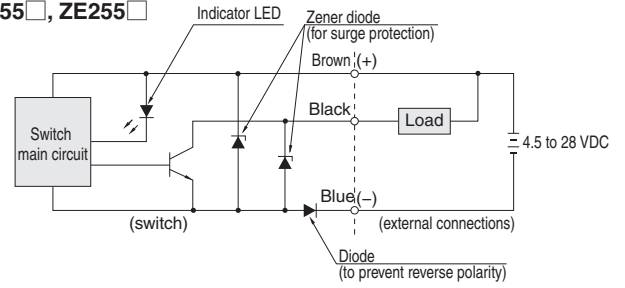 55□, ZE255□
Indicator LED
Zener diode
(for surge protection)
Brown (+)
Black
Load
Switch
main circuit
4.5 to 28 VDC
Blue (−)
(switch)
(external connections)
Diode
(to prevent reverse polarity)